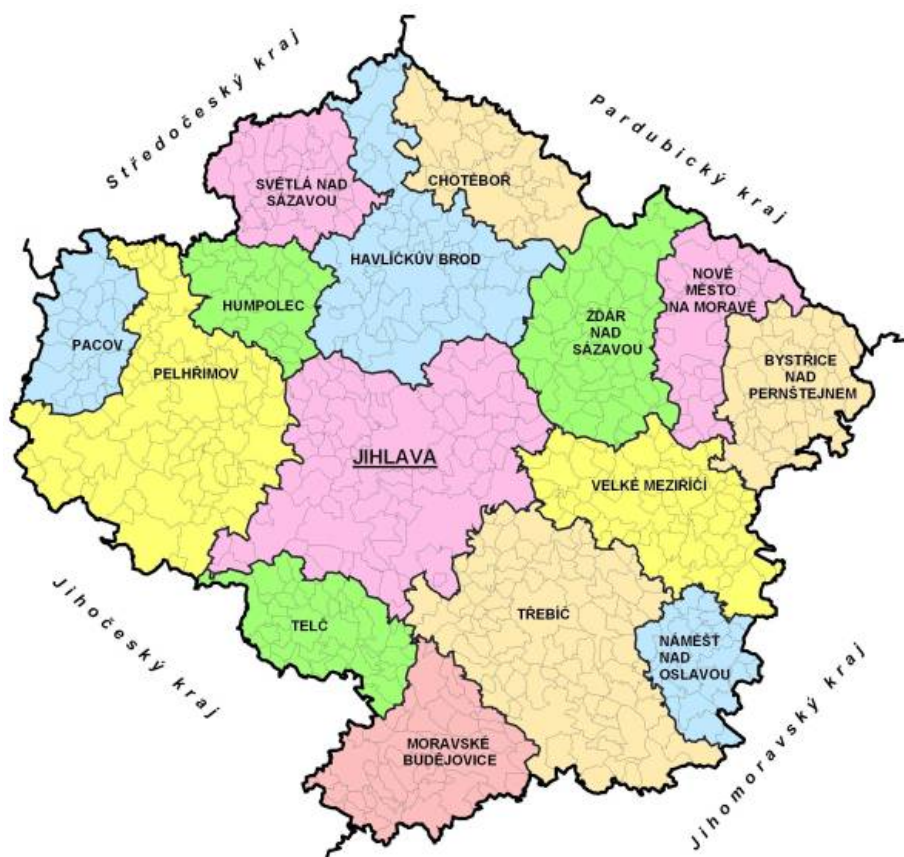 Středočeský kraj
Pardubický kraj
SVĚTLÁ NAD
SÁZAVOU
CHOTĚBOŘ
HAVLÍČKŮV BROD
HUMPOLEC
PACOV
PELHŘIMOV
ŽĎÁR
NAD
SÁZAVOU
NOVÉ
MĚSTO
NA MORAVĚ
BYSTŘICE
NAD
PERNŠTEJNEM
JIHLAVA
VELKÉ MEZIŘÍČÍ
TŘEBÍČ
TELČ
NÁMĚŠŤ
NAD
OSLAVOU
MORAVSKÉ
BUDĚJOVICE
Jihočeský kraj
Jihomoravský kraj